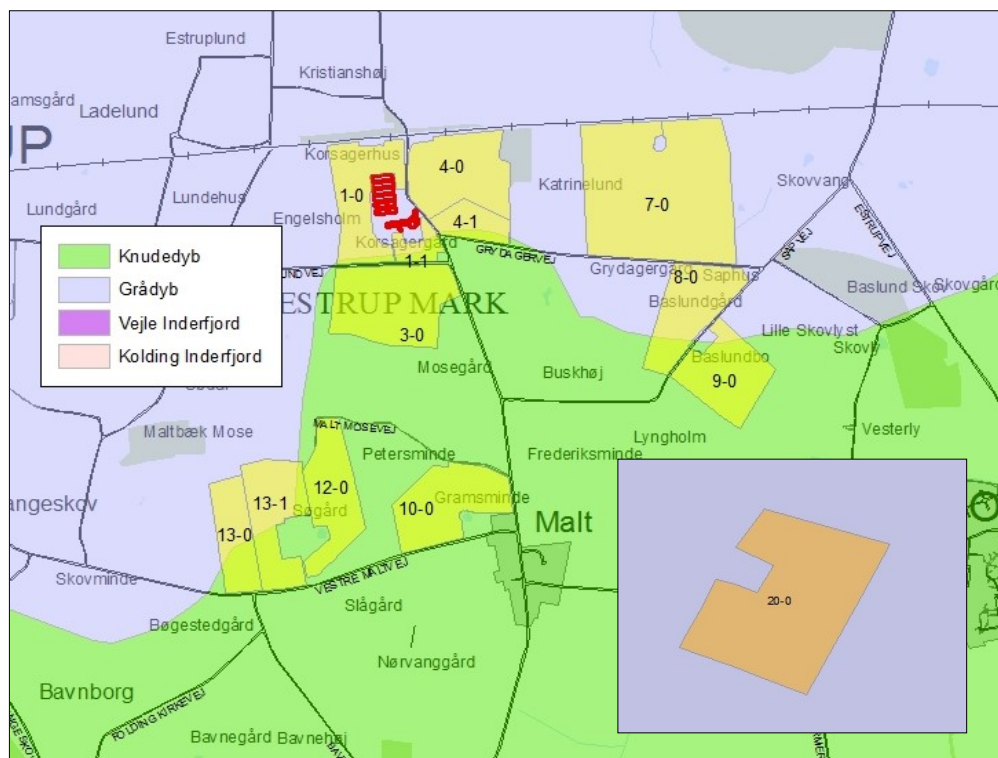 Estruplund
Kristianshøj
amsgård
Ladelund
UP
Korsagerhus
4-0
Lundehus
1-0
Katrinelund
Skovvang
7-0
Lundgård
Engelsholm
4-1
ESTRUPVEJ
Korsagergård
GRYDAGERVEJ
SAPVEJ
Knudedyb
1-1
UNDVEJ
Grydagergård
Saphus
8-0
Baslund Skov
Skovgård
Grådyb
ESTRUP MARK
Baslundgård
Vejle Inderfjord
3-0
Lille Skovlyst
Skovly
Kolding Inderfjord
Mosegård
Buskhøj
Baslundbo
9-0
MALT MOSEVEJ
Maltbæk Mose
Petersminde
Lyngholm
Vesterly
Frederiksminde
angeskov
13-1
12-0
Gramsminde
10-0
Søgård
Malt
13-0
Skovminde
VESTRE MALTVEJ
Slågård
20-0
Bøgestedgård
Nørvanggård
Bavnborg
FOLDING KIRKEVEJ
Bavnegård
Bavnehøj